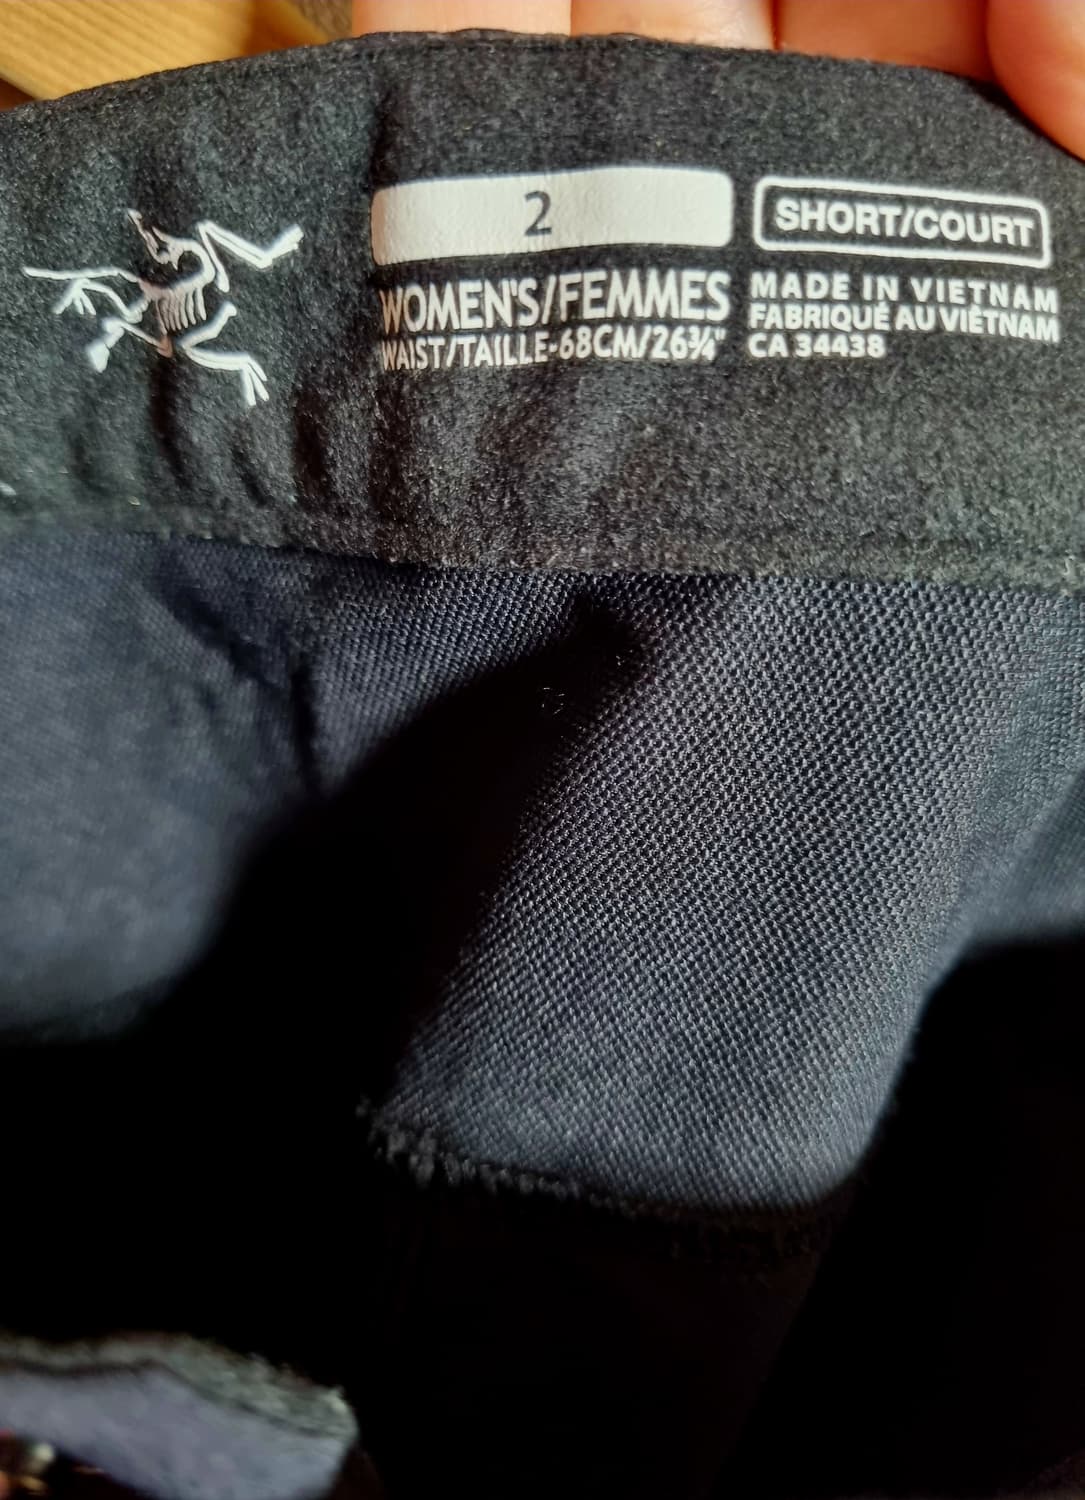 2
WOMEN'S/FEMMES
WAIST/TAILLE-68CM/26¾"
SHORT/COURT
MADE IN VIETNAM
FABRIQUÉ AU VIÊTNAM
CA 34438